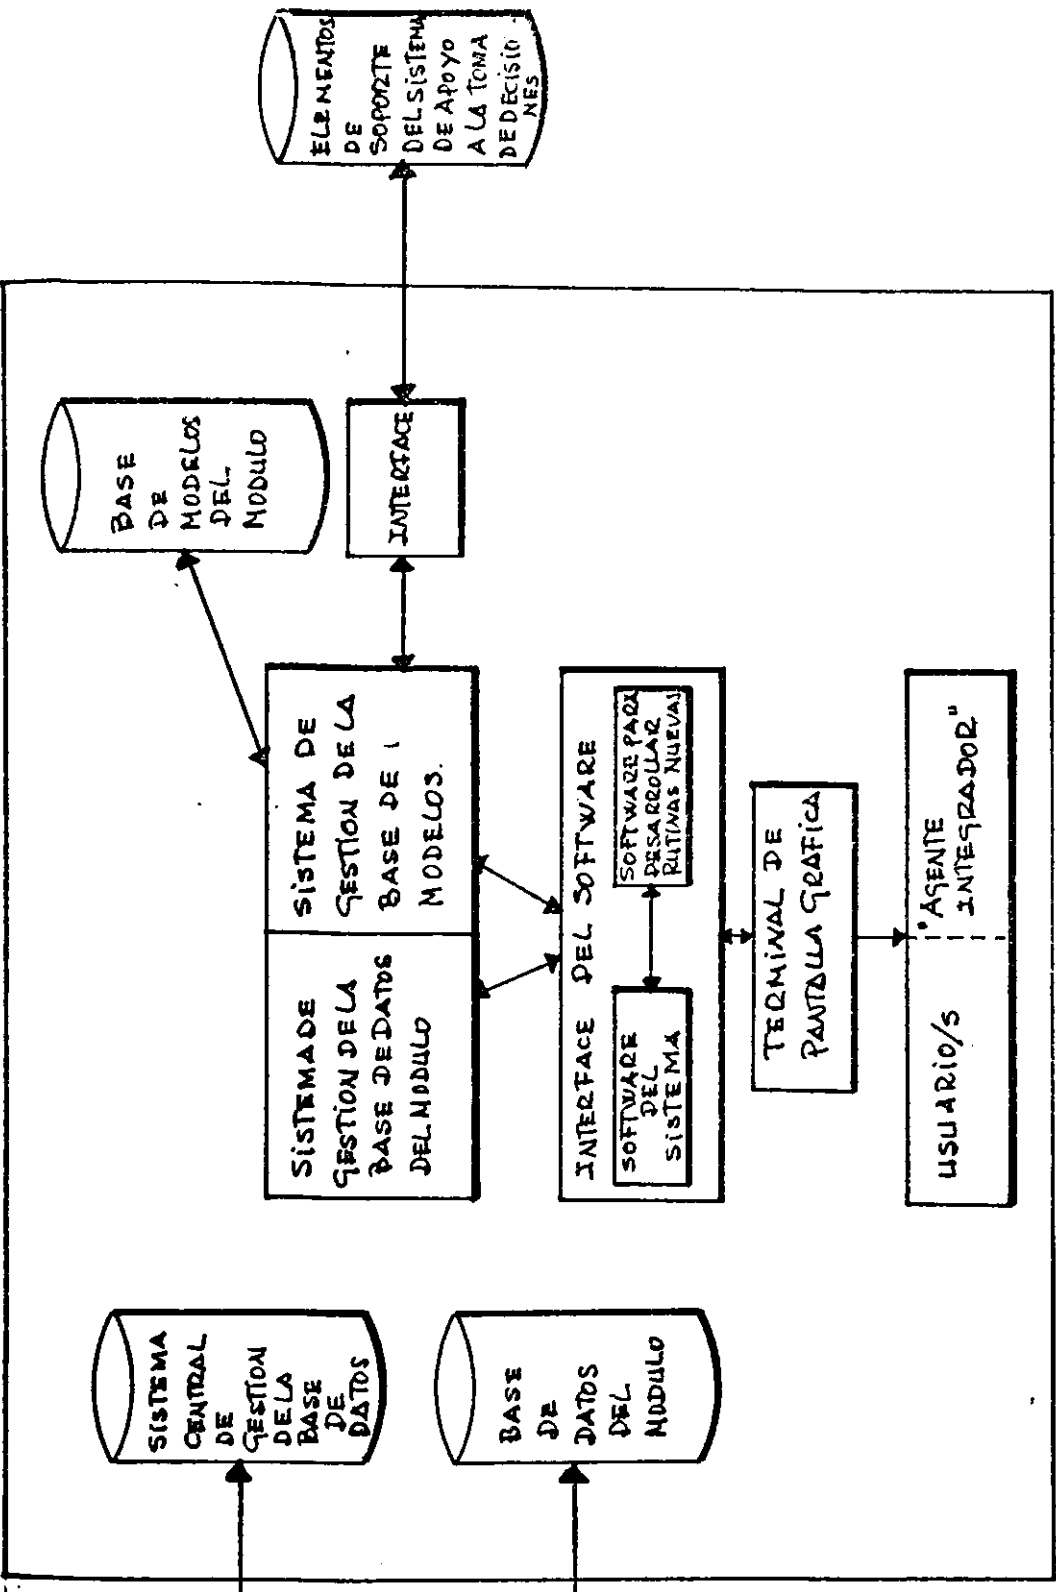 SISTEMA
CENTRAL
DE
GESTION
DE LA
BASE
DE
DATOS
BASE
DE
DATOS
DEL
MODULO
SISTEMA DE
GESTION DE LA
BASE DE DATOS
DEL MODULO
SISTEMA DE
GESTION DE LA
BASE DE
MODELOS.
BASE
DE
MODELOS
DEL
MODULO
INTERFACE
ELEMENTOS
DE
SOPORTE
DEL SISTEMA
DE APOYO
A LA TOMA
DE DECISIO
NES
INTERFACE DEL SOFTWARE
SOFTWARE
DEL
SISTEMA
SOFTWARE PARA
DESARROLLAR
RUTINAS NUEVAS
TERMINAL DE
PANTALLA GRAFICA
USUARIO/S
"AGENTE
INTEGRADOR"